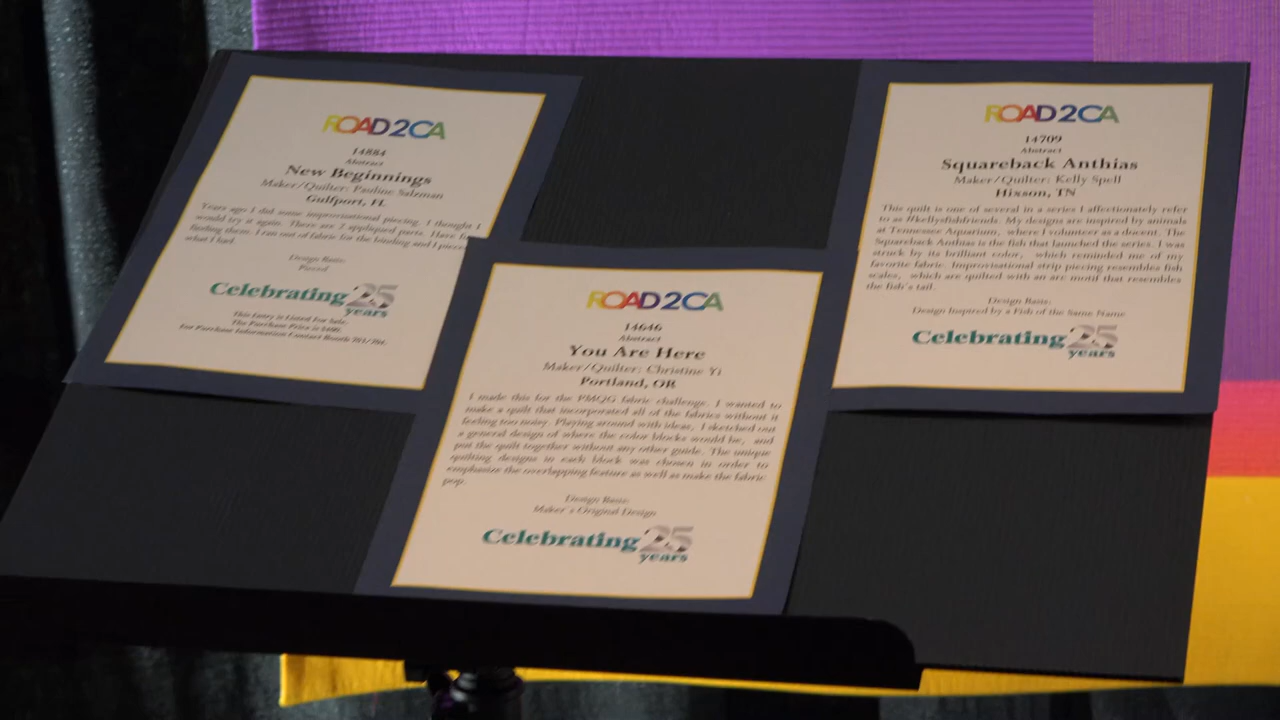 ROAD2CA
14884
Abstract
New Beginnings
Maker/Quilter: Pauline Salzman
Gulfport, FL
Years ago I did some improvisational piecing. I thought I
would try it again. There are 2 appliqued parts. Have
finding them. I ran out of fabric for the binding and I
what I had.
Design Basis:
Pieced
Celebrating 25
years
This Entry is Listed For Sale.
The Purchase Price is
For Purchase Information Contact Booth
ROAD2CA
14646
Abstract
You Are Here
Maker/Quilter: Christine Yi
Portland, OR
I made this for the PMQG fabric challenge. I wanted to
make a quilt that incorporated all of the fabrics without it
feeling too noisy. Playing around with ideas, I sketched out
a general design of where the color blocks would be, and
put the quilt together without any other guide. The unique
quilting designs in each block was chosen in order to
emphasize the overlapping feature as well as make the fabric
pop.
Design Basis:
Maker's Original Design
Celebrating 25
years
ROAD2CA
14709
Abstract
Squareback Anthias
Maker/Quilter: Kelly Spell
Hixson, TN
This quilt is one of several in a series I affectionately refer
to as #kellysfishfriends. My designs are inspired by animals
at Tennessee Aquarium, where I volunteer as a docent. The
Squareback Anthias is the fish that launched the series. I was
struck by its brilliant color, which reminded me of my
favorite fabric. Improvisational strip piecing resembles fish
scales, which are quilted with an arc motif that resembles
the fish's tail.
Design Basis:
Design Inspired by a Fish of the Same Name
Celebrating 25
years